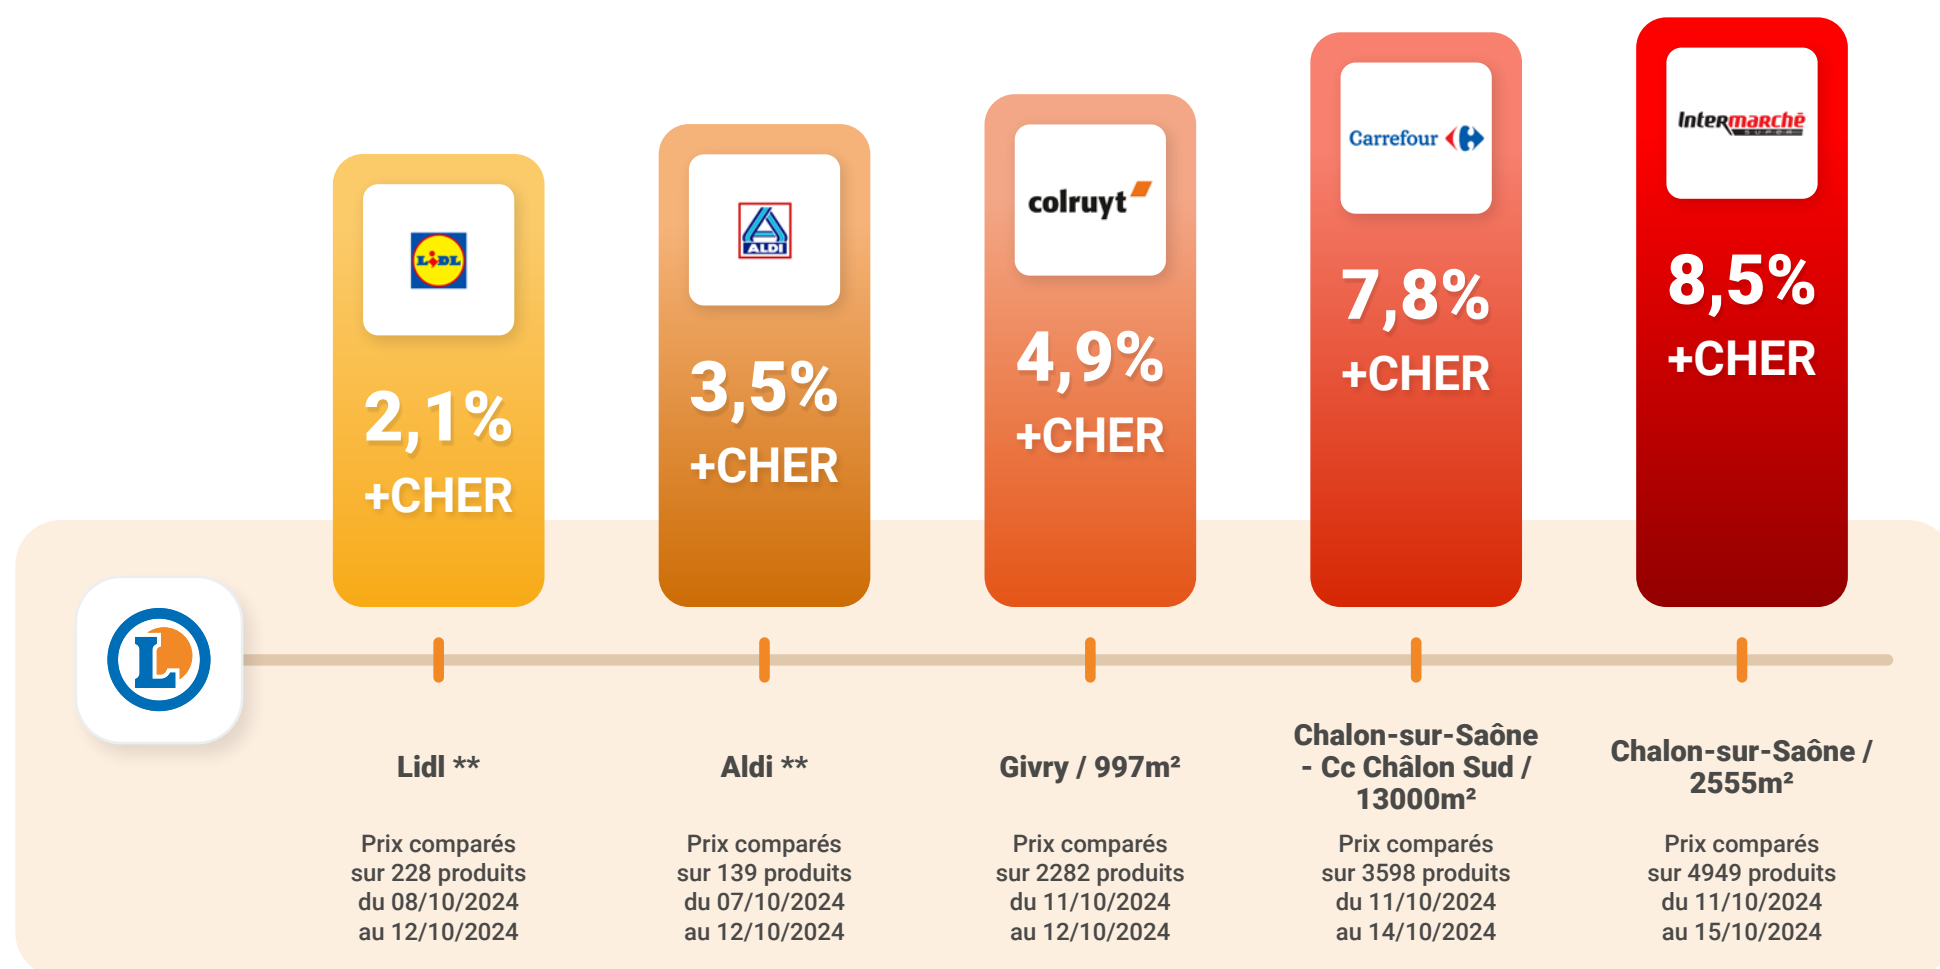 LIDL
2,1%
+CHER
ALDI
3,5%
+CHER
colruyt
4,9%
+CHER
Carrefour
7,8%
+CHER
Intermarchē
SUPER
8,5%
+CHER
L
Lidl **
Prix comparés
sur 228 produits
du 08/10/2024
au 12/10/2024
Aldi **
Prix comparés
sur 139 produits
du 07/10/2024
au 12/10/2024
Givry / 997m²
Prix comparés
sur 2282 produits
du 11/10/2024
au 12/10/2024
Chalon-sur-Saône
- Cc Châlon Sud /
13000m²
Prix comparés
sur 3598 produits
du 11/10/2024
au 14/10/2024
Chalon-sur-Saône /
2555m²
Prix comparés
sur 4949 produits
du 11/10/2024
au 15/10/2024